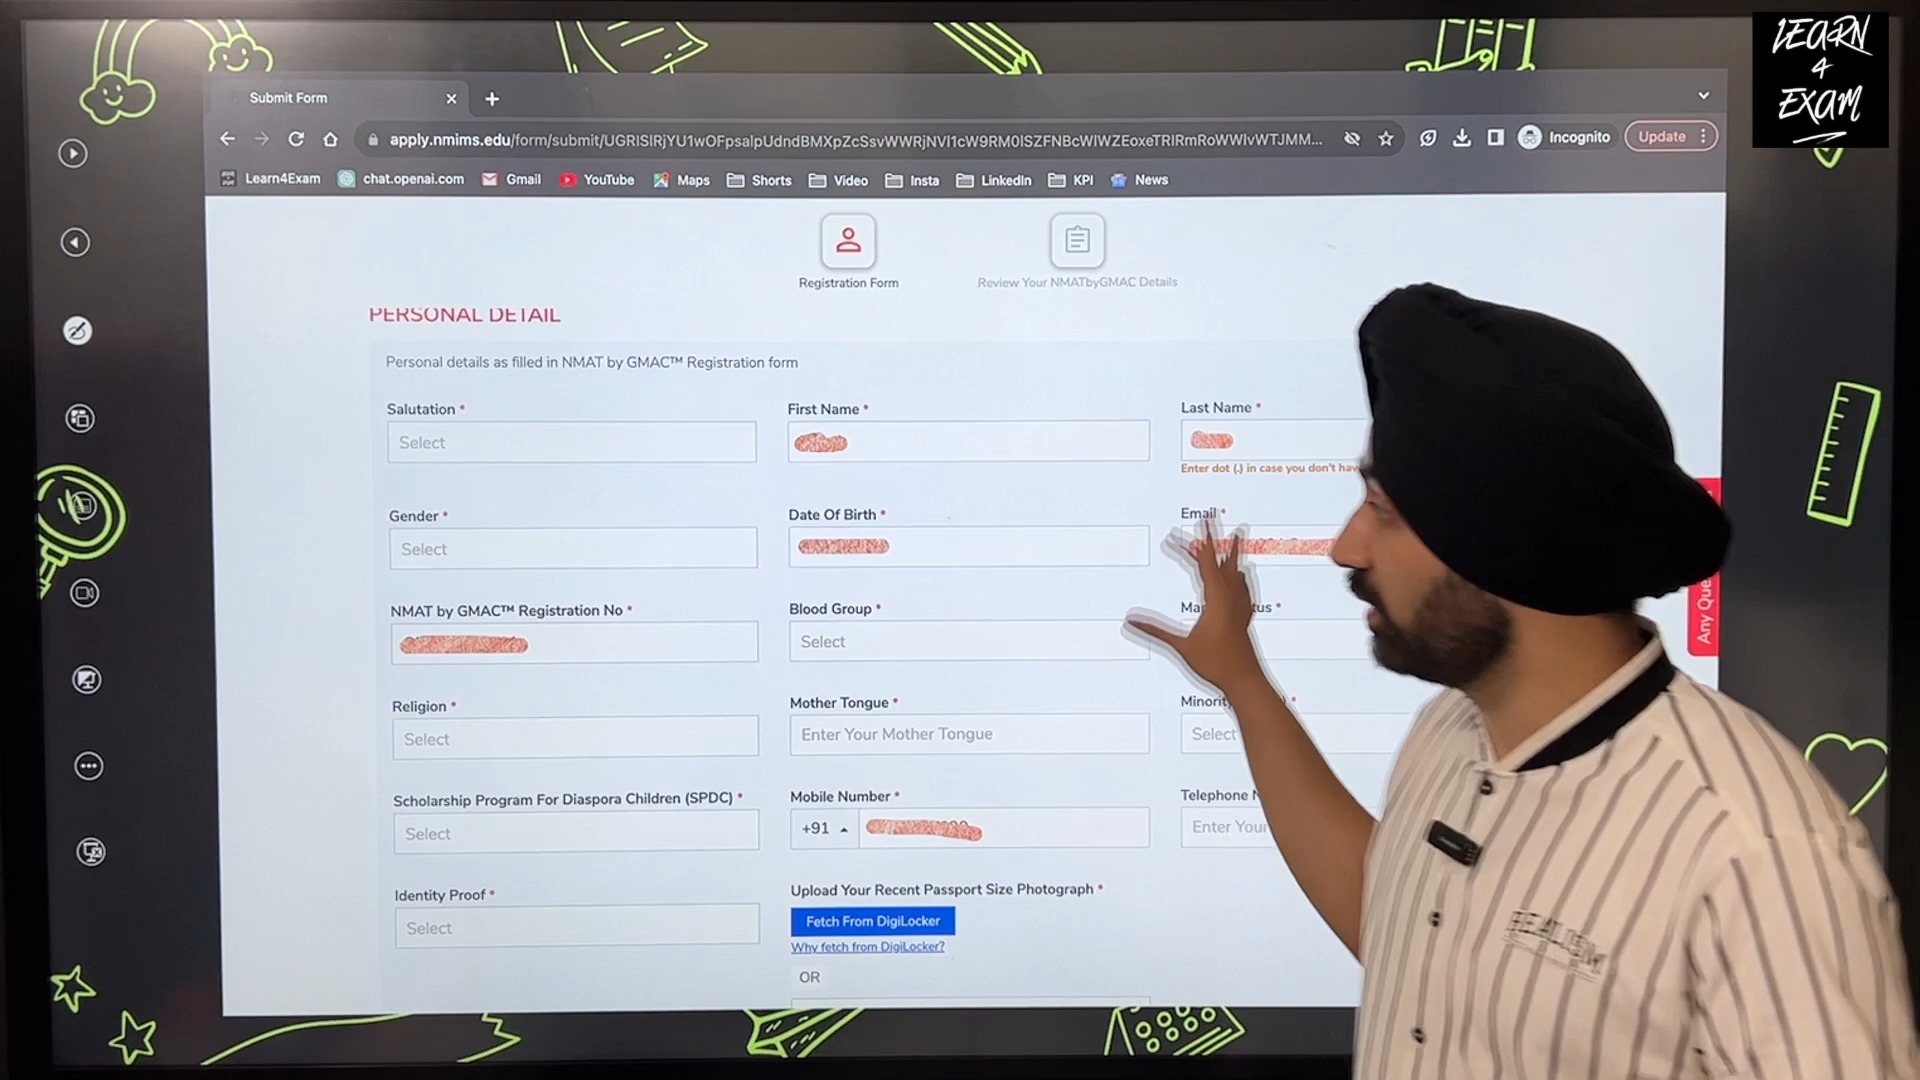 LEARN
4
EXAM
Submit Form
apply.nmims.edu/form/submit/
Incognito
Update
Learn4Exam
chat.openai.com
Gmail
YouTube
Maps
Shorts
Video
Insta
LinkedIn
KPI
News
Registration Form
Review Your NMATbyGMAC Details
PERSONAL DETAIL
Personal details as filled in NMAT by GMAC™ Registration form
Salutation *
First Name *
Last Name *
Select
Enter dot (.) in case you don't
Gender *
Date Of Birth *
Email *
Select
NMAT by GMAC™ Registration No *
Blood Group *
Select
Any
Religion *
Mother Tongue *
Select
Enter Your Mother Tongue
Select
Scholarship Program For Diaspora Children (SPDC) *
Mobile Number *
Telephone
Select
+91
Enter
Identity Proof *
Upload Your Recent Passport Size Photograph *
Select
Fetch From DigiLocker
Why fetch from DigiLocker?
OR